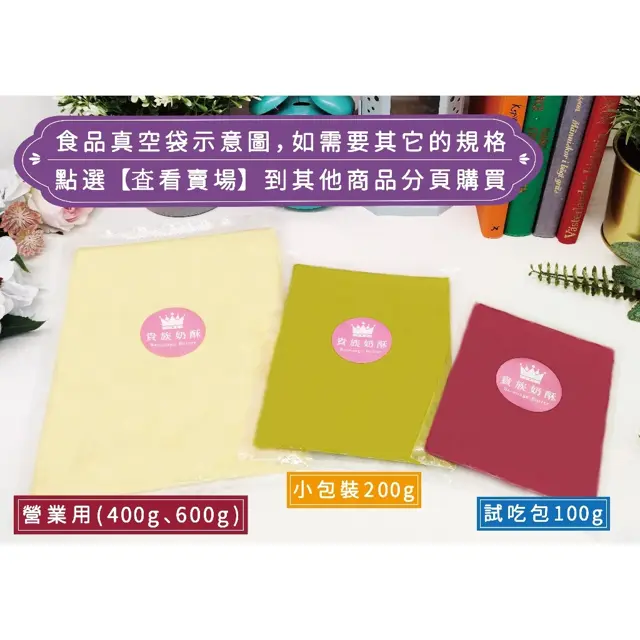 食品真空袋示意圖,如需要其它的規格
點選【查看賣場】到其他商品分頁購買
貴族奶酥
貴族奶酥
貴族奶酥
營業用(400g、600g)
小包裝200g
試吃包100g